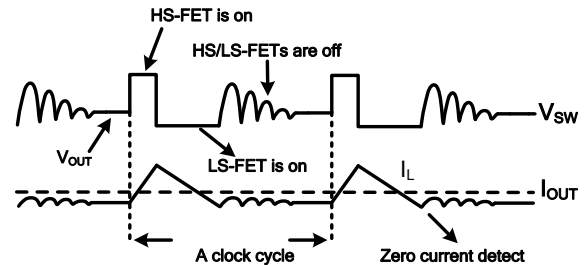 HS-FET is on
HS/LS-FETs are off
VSW
VOUT
LS-FET is on
IL
IOUT
A clock cycle
Zero current detect